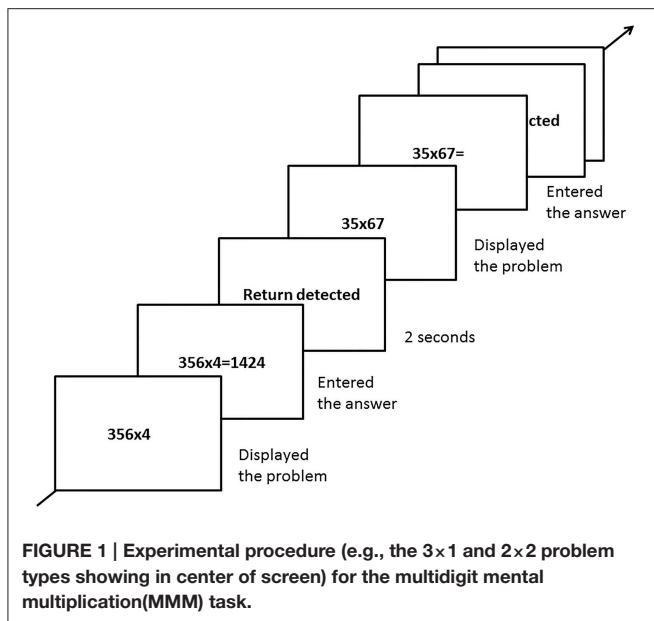 cted
35x67=
Entered
the answer
35x67
Displayed
the problem
Return detected
2 seconds
356x4=1424
Entered
the answer
356x4
Displayed
the problem
FIGURE 1 | Experimental procedure (e.g., the 3×1 and 2×2 problem
types showing in center of screen) for the multidigit mental
multiplication(MMM) task.